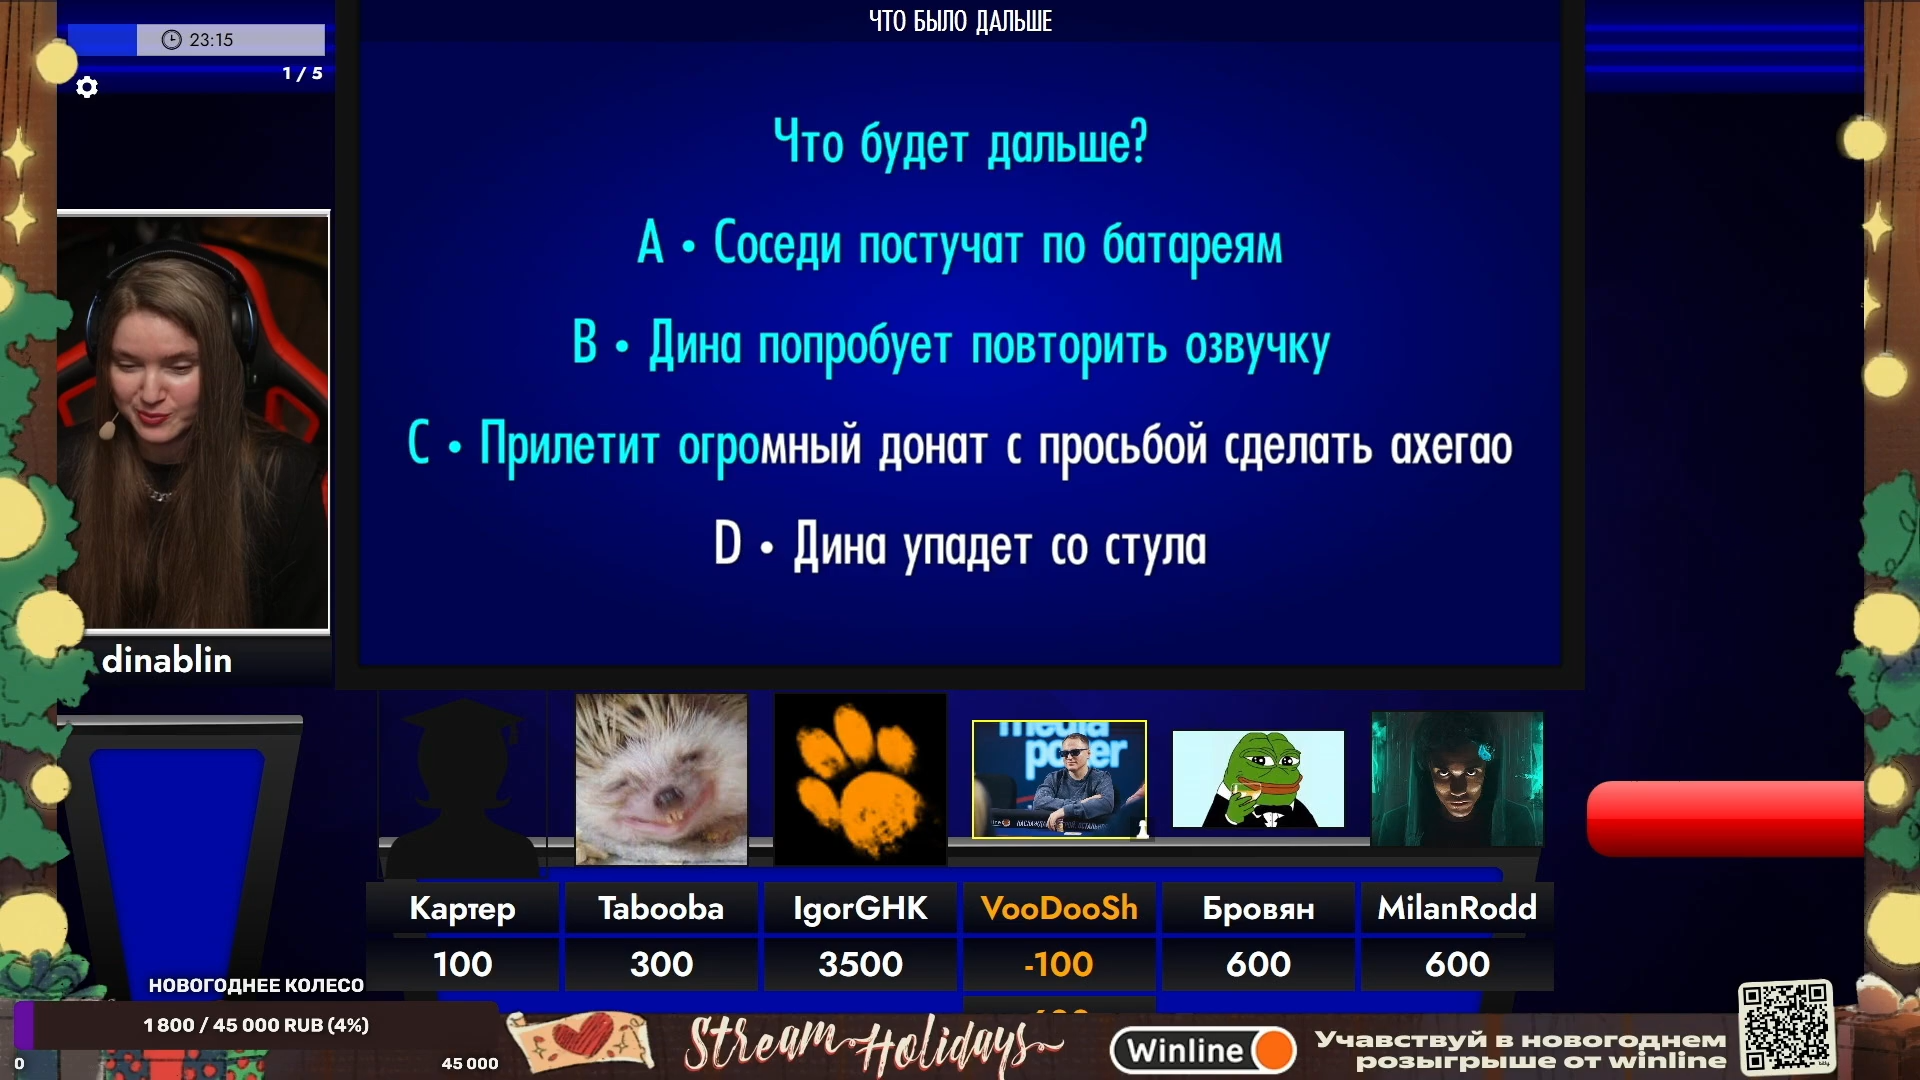 ЧТО БЫЛО ДАЛЬШЕ
23:15
1 / 5
Что будет дальше?
A • Соседи постучат по батареям
B • Дина попробует повторить озвучку
C • Прилетит огромный донат с просьбой сделать ахегао
D • Дина упадет со стула
dinablin
media
poker
Картер
Tabooba
IgorGHK
VooDooSh
Бровян
MilanRodd
100
300
3500
-100
600
600
НОВОГОДНЕЕ КОЛЕСО
1 800 / 45 000 RUB (4%)
0
45 000
Stream Holidays
Winline
Учавствуй в новогоднем
розыгрыше от winline